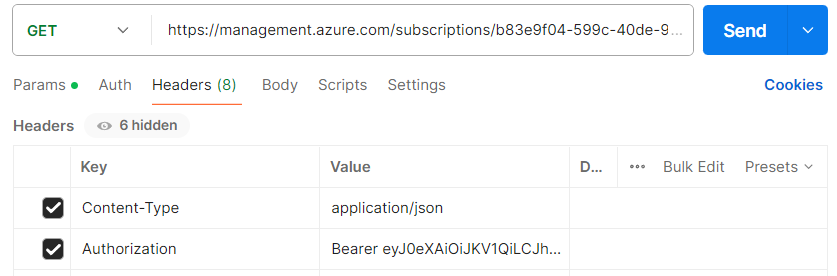 GET https://management.azure.com/subscriptions/b83e9f04-599c-40de-9... Send
Params Auth Headers (8) Body Scripts Settings Cookies
Headers 6 hidden
Key Value D... ••• Bulk Edit Presets
Content-Type application/json
Authorization Bearer eyJ0eXAiOiJKV1QiLCJh...